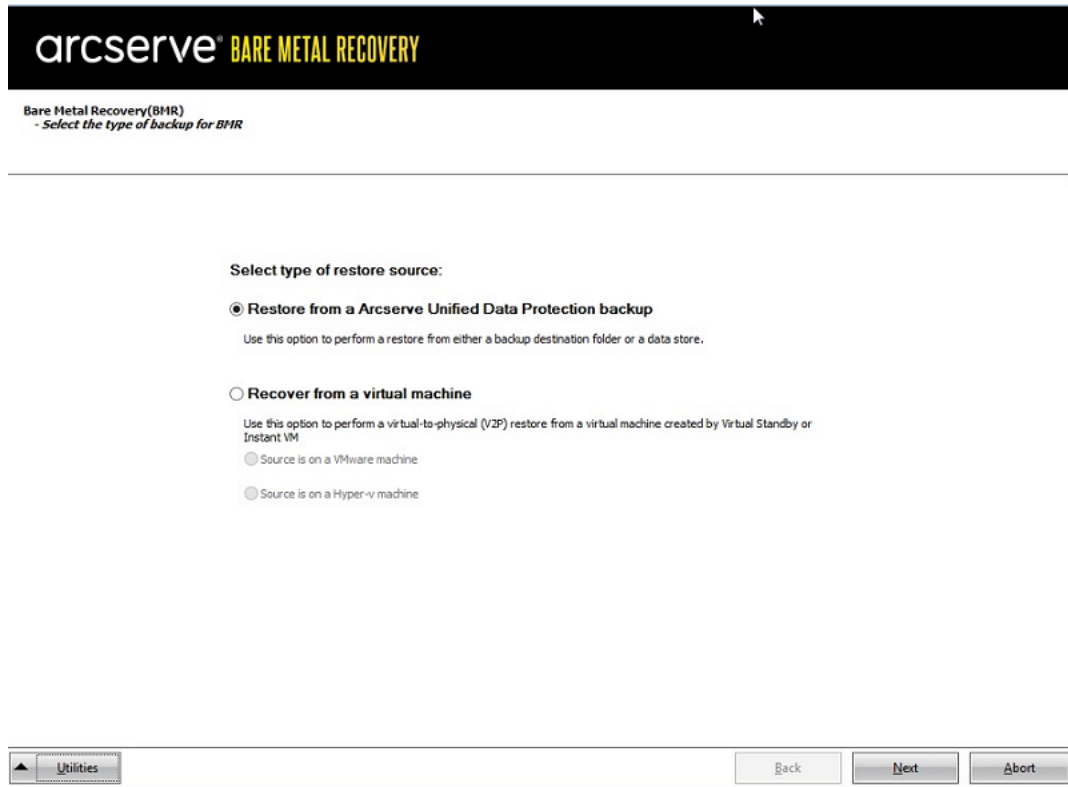 arcserve® BARE METAL RECOVERY
Bare Metal Recovery(BMR)
- Select the type of backup for BMR
Select type of restore source:
Restore from a Arcserve Unified Data Protection backup
Use this option to perform a restore from either a backup destination folder or a data store.
Recover from a virtual machine
Use this option to perform a virtual-to-physical (V2P) restore from a virtual machine created by Virtual Standby or
Instant VM
Source is on a VMware machine
Source is on a Hyper-v machine
Utilities
Back
Next
Abort